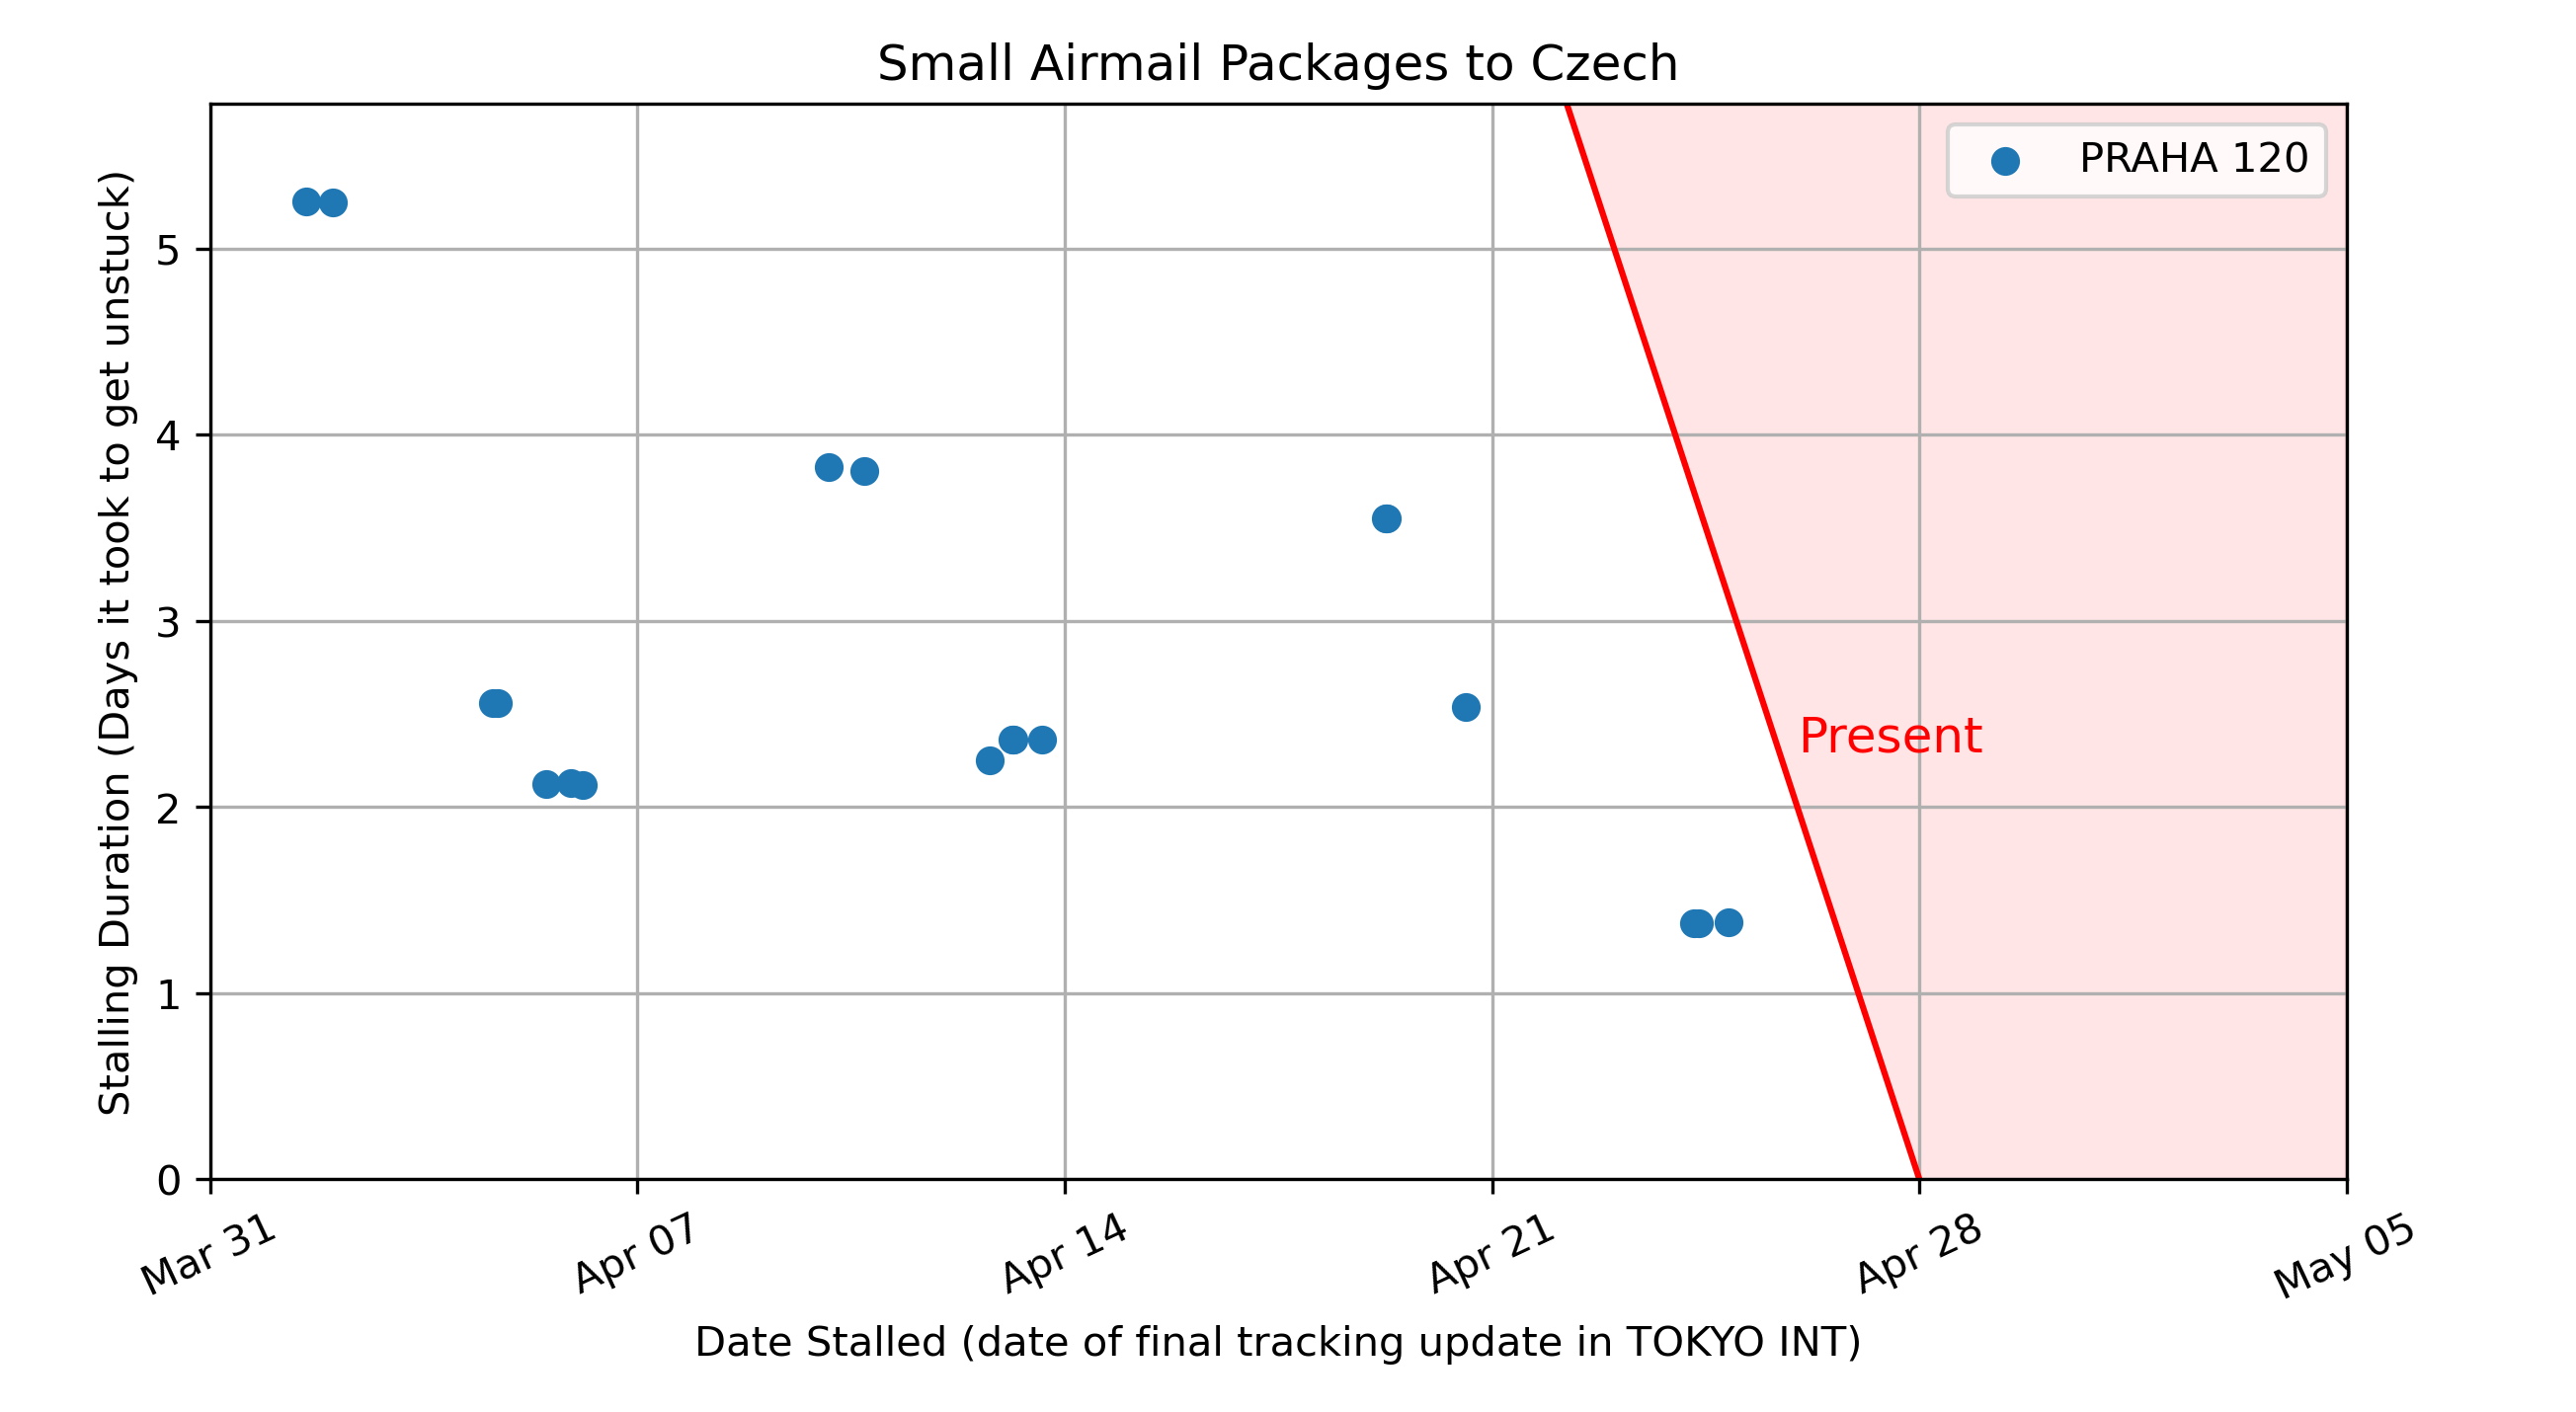 Small Airmail Packages to Czech
PRAHA 120
Stalling Duration (Days it took to get unstuck)
5
4
3
2
1
0
Present
Mar 31
Apr 07
Apr 14
Apr 21
Apr 28
May 05
Date Stalled (date of final tracking update in TOKYO INT)